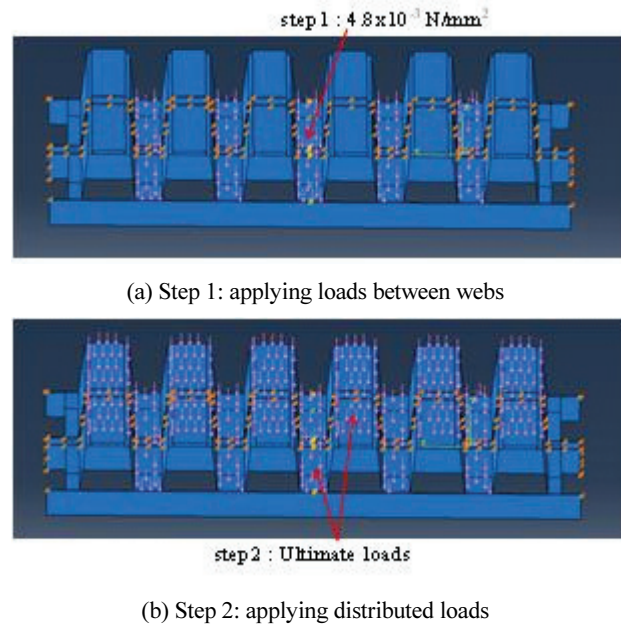 step 1 : 4.8x10⁻³ N/mm²
(a) Step 1: applying loads between webs
step 2 : Ultimate loads
(b) Step 2: applying distributed loads